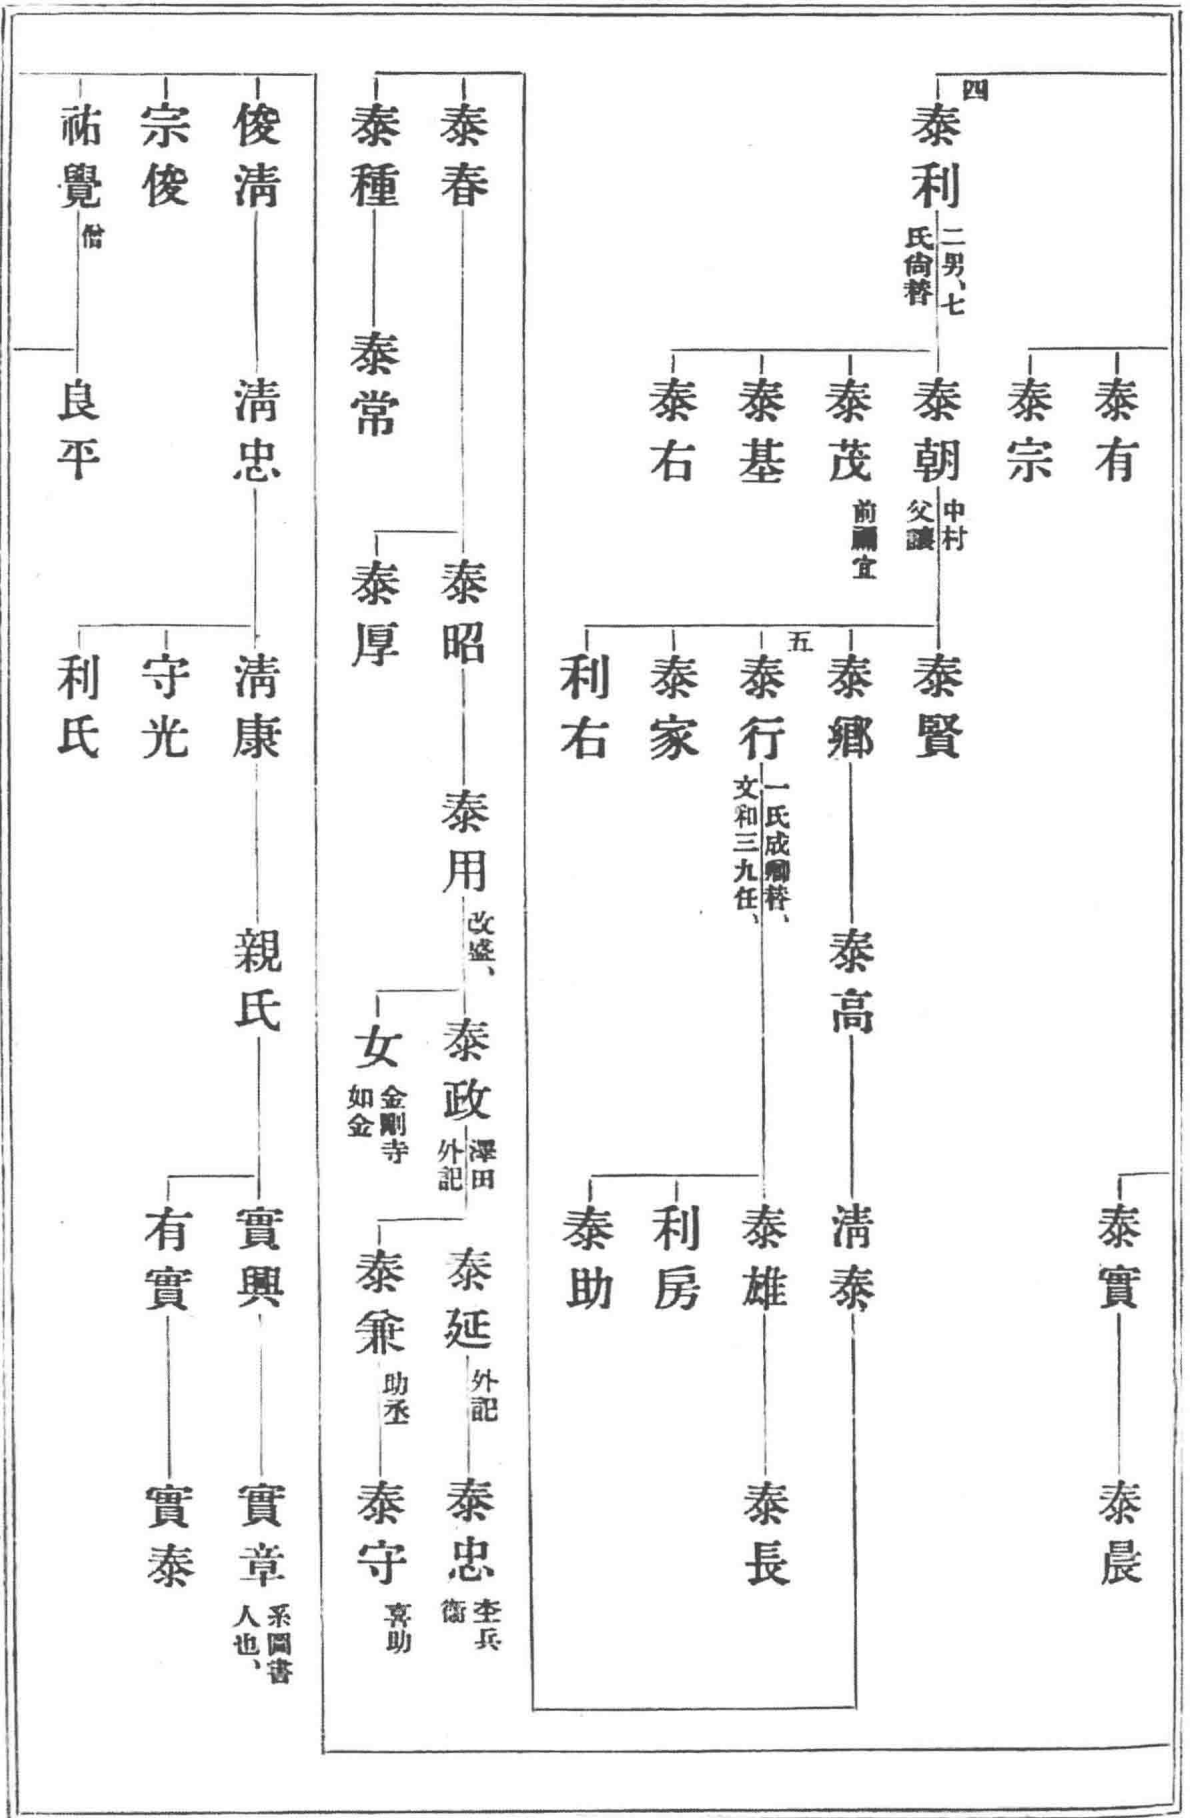 泰有
泰宗
泰實
泰晨
四
泰利
二男、七
氏尙替
泰朝
中村
父讓
泰茂
前禰宜
泰基
泰右
泰賢
泰鄕
五
泰行
一氏成卿替、
文和三九任、
泰家
利右
泰高
淸泰
泰雄
利房
泰助
泰長
泰春
泰種
泰常
泰昭
泰厚
泰用
改盛、
泰政
澤田
外記
女
金剛寺
如金
泰延
外記
泰兼
助丞
泰忠
杢兵
衞
泰守
喜助
俊淸
宗俊
祐覺
僧
淸忠
良平
淸康
守光
利氏
親氏
實興
有實
實章
系圖書
人也、
實泰